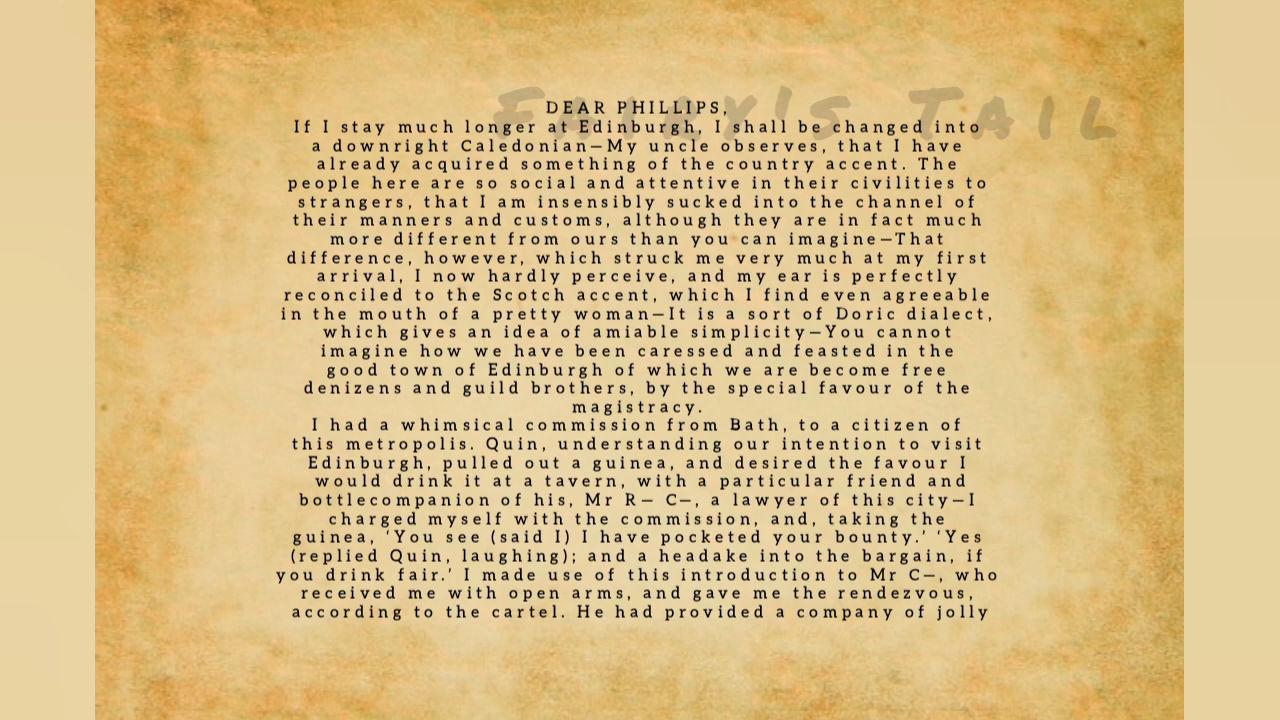 Fairy's Tail
DEAR PHILLIPS,
If I stay much longer at Edinburgh, I shall be changed into
a downright Caledonian—My uncle observes, that I have
already acquired something of the country accent. The
people here are so social and attentive in their civilities to
strangers, that I am insensibly sucked into the channel of
their manners and customs, although they are in fact much
more different from ours than you can imagine—That
difference, however, which struck me very much at my first
arrival, I now hardly perceive, and my ear is perfectly
reconciled to the Scotch accent, which I find even agreeable
in the mouth of a pretty woman—It is a sort of Doric dialect,
which gives an idea of amiable simplicity—You cannot
imagine how we have been caressed and feasted in the
good town of Edinburgh of which we are become free
denizens and guild brothers, by the special favour of the
magistracy.
I had a whimsical commission from Bath, to a citizen of
this metropolis. Quin, understanding our intention to visit
Edinburgh, pulled out a guinea, and desired the favour I
would drink it at a tavern, with a particular friend and
bottlecompanion of his, Mr R— C—, a lawyer of this city—I
charged myself with the commission, and, taking the
guinea, ‘You see (said I) I have pocketed your bounty.’ ‘Yes
(replied Quin, laughing); and a headake into the bargain, if
you drink fair.’ I made use of this introduction to Mr C—, who
received me with open arms, and gave me the rendezvous,
according to the cartel. He had provided a company of jolly